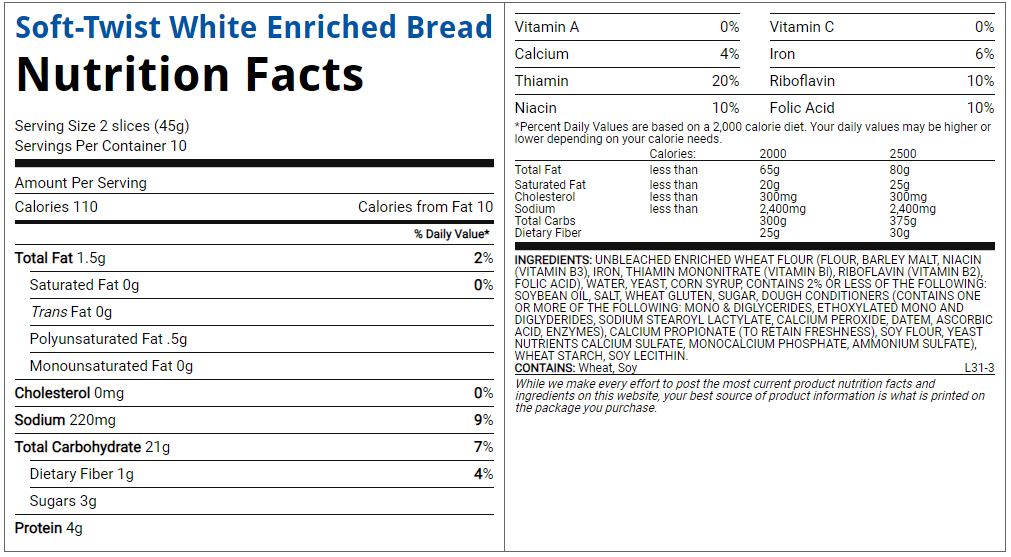 Soft-Twist White Enriched Bread
Nutrition Facts
Serving Size 2 slices (45g)
Servings Per Container 10
Amount Per Serving
Calories 110 Calories from Fat 10
% Daily Value*
Total Fat 1.5g 2%
Saturated Fat 0g 0%
Trans Fat 0g
Polyunsaturated Fat .5g
Monounsaturated Fat 0g
Cholesterol 0mg 0%
Sodium 220mg 9%
Total Carbohydrate 21g 7%
Dietary Fiber 1g 4%
Sugars 3g
Protein 4g
Vitamin A 0% Vitamin C 0%
Calcium 4% Iron 6%
Thiamin 20% Riboflavin 10%
Niacin 10% Folic Acid 10%
*Percent Daily Values are based on a 2,000 calorie diet. Your daily values may be higher or
lower depending on your calorie needs.
Calories: 2000 2500
Total Fat less than 65g 80g
Saturated Fat less than 20g 25g
Cholesterol less than 300mg 300mg
Sodium less than 2,400mg 2,400mg
Total Carbs 300g 375g
Dietary Fiber 25g 30g
INGREDIENTS: UNBLEACHED ENRICHED WHEAT FLOUR (FLOUR, BARLEY MALT, NIACIN
(VITAMIN B3), IRON, THIAMIN MONONITRATE (VITAMIN BI), RIBOFLAVIN (VITAMIN B2),
FOLIC ACID), WATER, YEAST, CORN SYRUP, CONTAINS 2% OR LESS OF THE FOLLOWING:
SOYBEAN OIL, SALT, WHEAT GLUTEN, SUGAR, DOUGH CONDITIONERS (CONTAINS ONE
OR MORE OF THE FOLLOWING: MONO & DIGLYCERIDES, ETHOXYLATED MONO AND
DIGLYDERIDES, SODIUM STEAROYL LACTYLATE, CALCIUM PEROXIDE, DATEM, ASCORBIC
ACID, ENZYMES), CALCIUM PROPIONATE (TO RETAIN FRESHNESS), SOY FLOUR, YEAST
NUTRIENTS CALCIUM SULFATE, MONOCALCIUM PHOSPHATE, AMMONIUM SULFATE),
WHEAT STARCH, SOY LECITHIN.
CONTAINS: Wheat, Soy L31-3
While we make every effort to post the most current product nutrition facts and
ingredients on this website, your best source of product information is what is printed on
the package you purchase.